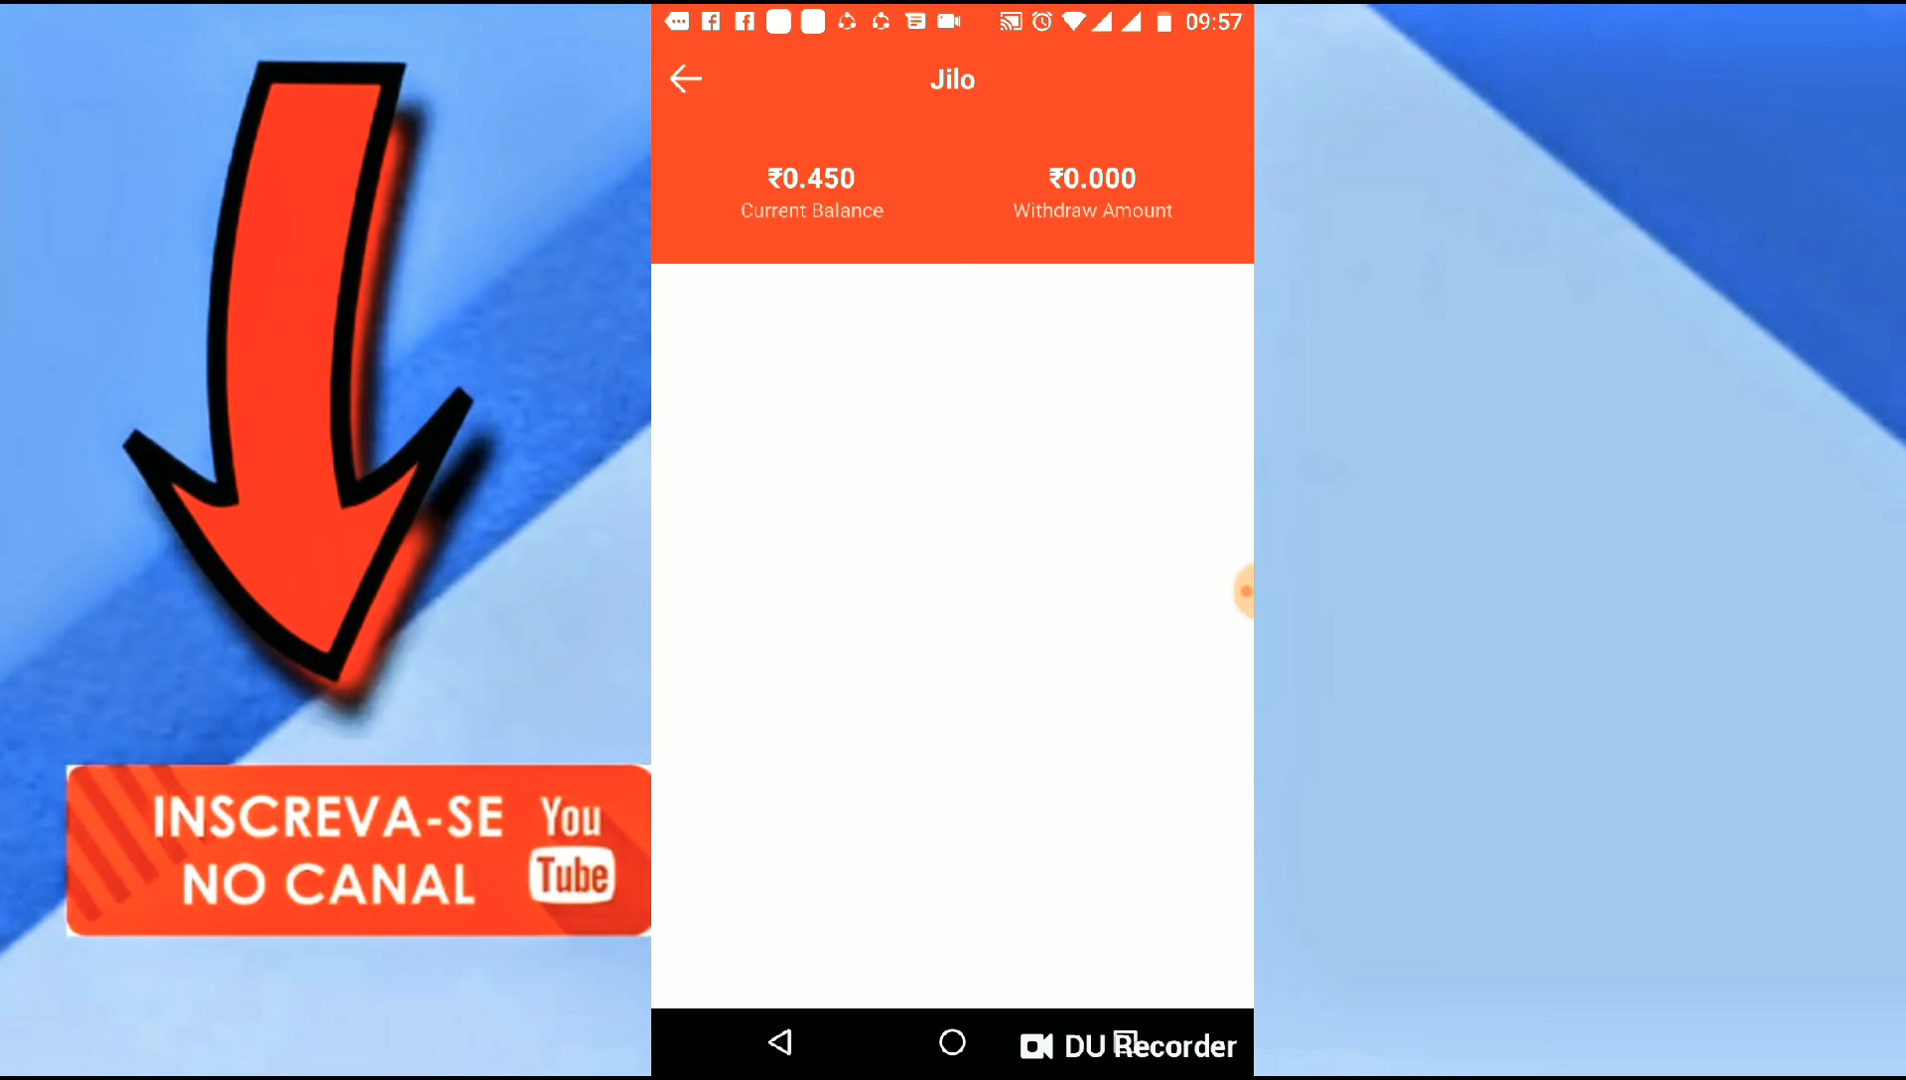 09:57
Jilo
₹0.450 ₹0.000
Current Balance Withdraw Amount
INSCREVA-SE
NO CANAL
You
Tube
DU Recorder